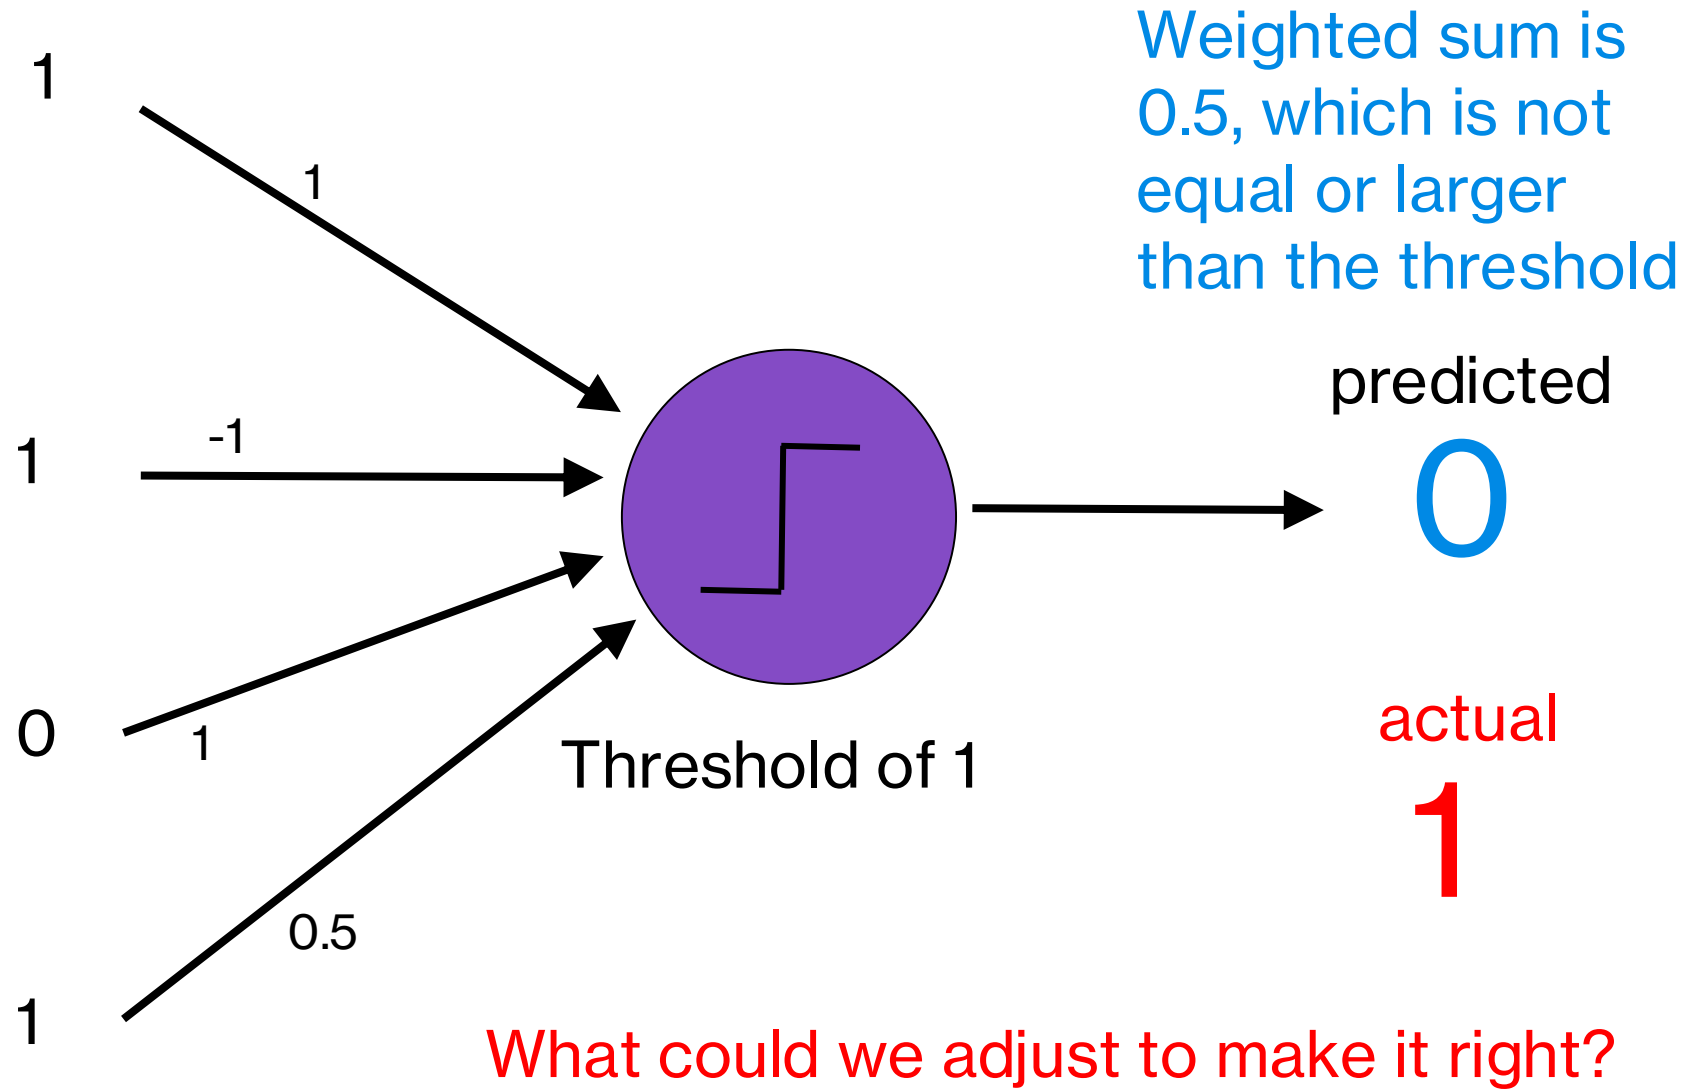 1
1
1
-1
0
1
1
0.5
Threshold of 1
Weighted sum is
0.5, which is not
equal or larger
than the threshold
predicted
0
actual
1
What could we adjust to make it right?